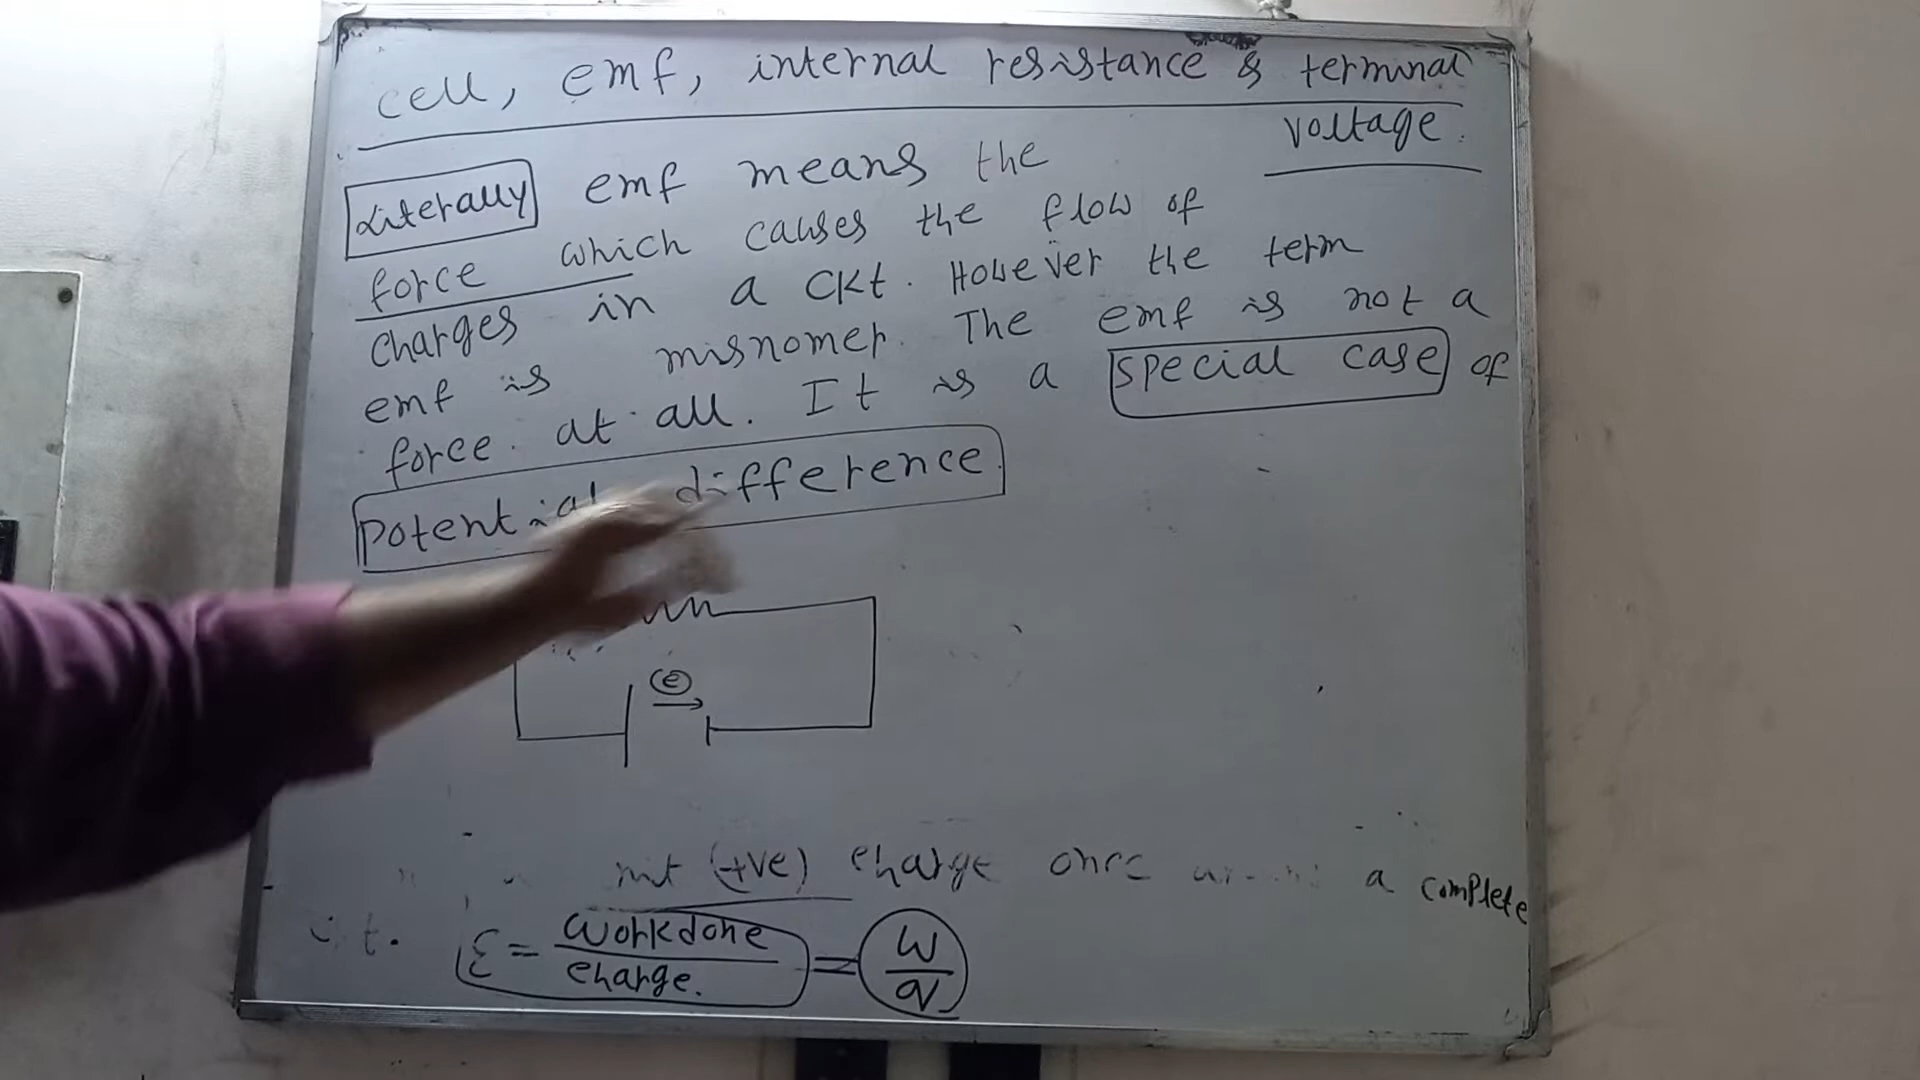 cell, emf, internal resistance & terminal
voltage.
Literally emf means the
force which causes the flow of
charges in a ckt. However the term
emf is misnomer. The emf is not a
force. at all. It is a special case of
Potential difference.
e
(+ve) charge once a complete
ε = workdone / charge. = W / q